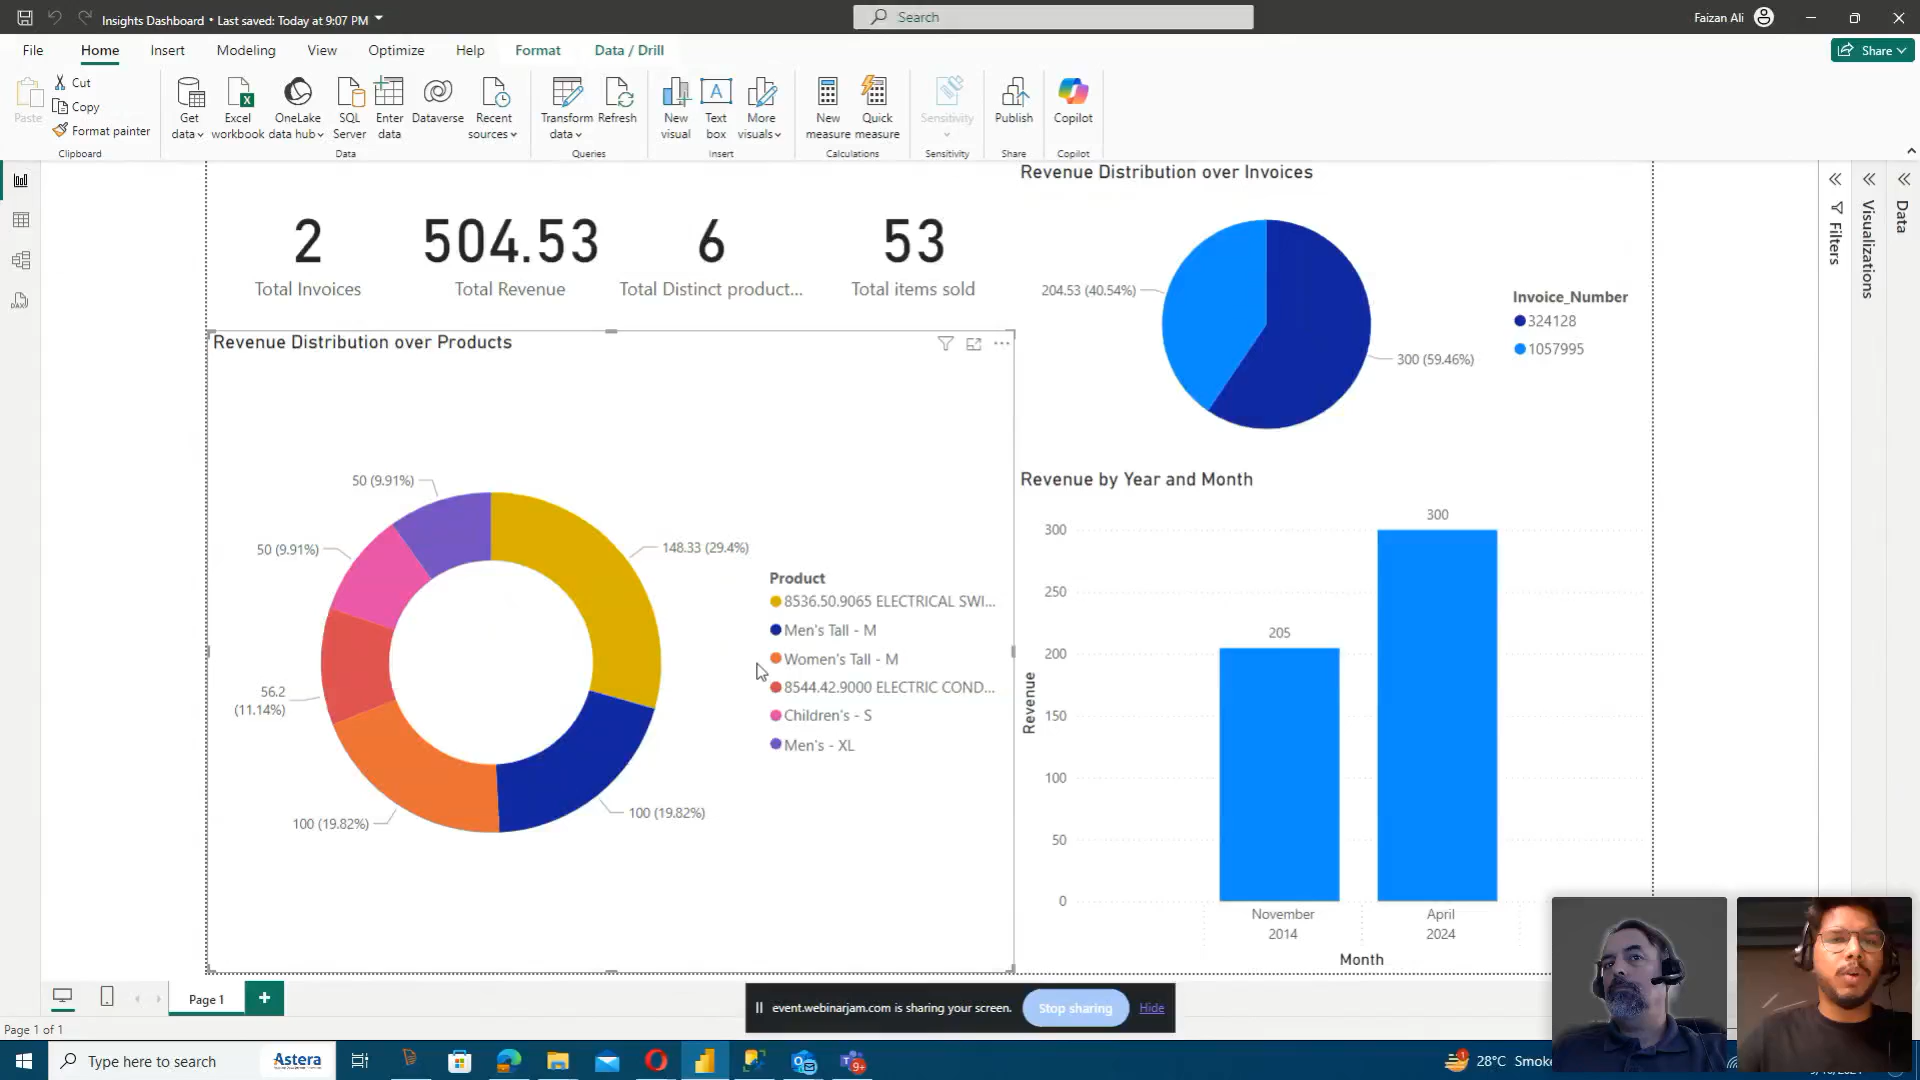 Insights Dashboard • Last saved: Today at 9:07 PM
Search
Faizan Ali
File
Home
Insert
Modeling
View
Optimize
Help
Format
Data / Drill
Share
Paste
Cut
Copy
Format painter
Clipboard
Get data
Excel workbook
OneLake data hub
SQL Server
Enter data
Dataverse
Recent sources
Data
Transform data
Refresh
Queries
New visual
Text box
More visuals
Insert
New measure
Quick measure
Calculations
Sensitivity
Sensitivity
Publish
Share
Copilot
Copilot
2
Total Invoices
504.53
Total Revenue
6
Total Distinct product...
53
Total items sold
Revenue Distribution over Invoices
204.53 (40.54%)
300 (59.46%)
Invoice_Number
324128
1057995
Filters
Visualizations
Data
Revenue Distribution over Products
50 (9.91%)
50 (9.91%)
148.33 (29.4%)
56.2
(11.14%)
100 (19.82%)
100 (19.82%)
Product
8536.50.9065 ELECTRICAL SWI...
Men's Tall - M
Women's Tall - M
8544.42.9000 ELECTRIC COND...
Children's - S
Men's - XL
Revenue by Year and Month
Revenue
300
250
200
150
100
50
0
205
300
November
2014
April
2024
Month
Page 1
Page 1 of 1
event.webinarjam.com is sharing your screen.
Stop sharing
Hide
Type here to search
Astera
9+
1
28°C Smoke